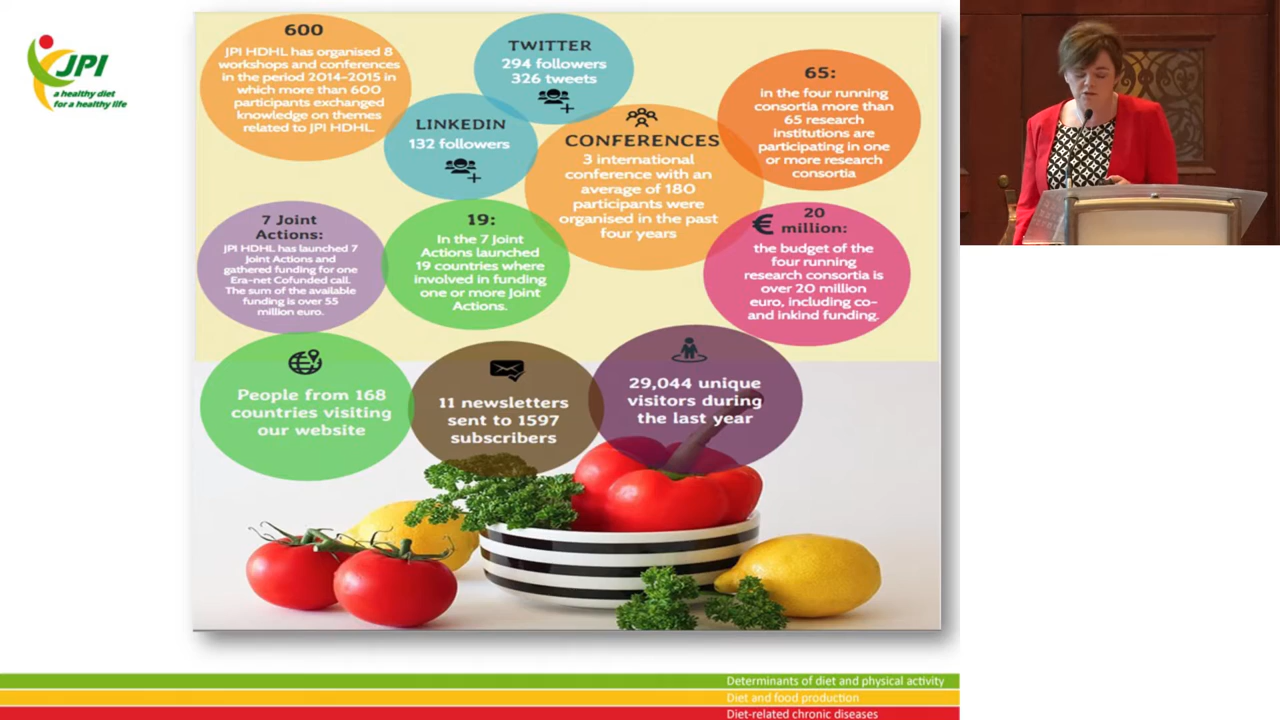 JPI
a healthy diet
for a healthy life
600
JPI HDHL has organised 8
workshops and conferences
in the period 2014-2015 in
which more than 600
participants exchanged
knowledge on themes
related to JPI HDHL.
TWITTER
294 followers
326 tweets
LINKEDIN
132 followers
CONFERENCES
3 international
conference with an
average of 180
participants were
organised in the past
four years
65:
in the four running
consortia more than
65 research
institutions are
participating in one
or more research
consortia
7 Joint
Actions:
JPI HDHL has launched 7
Joint Actions and
gathered funding for one
Era-net Cofunded call.
The sum of the available
funding is over 55
million euro.
19:
In the 7 Joint
Actions launched
19 countries where
involved in funding
one or more Joint
Actions.
€ 20
million:
the budget of the
four running
research consortia is
over 20 million
euro, including co-
and inkind funding.
People from 168
countries visiting
our website
11 newsletters
sent to 1597
subscribers
29,044 unique
visitors during
the last year
Determinants of diet and physical activity
Diet and food production
Diet-related chronic diseases